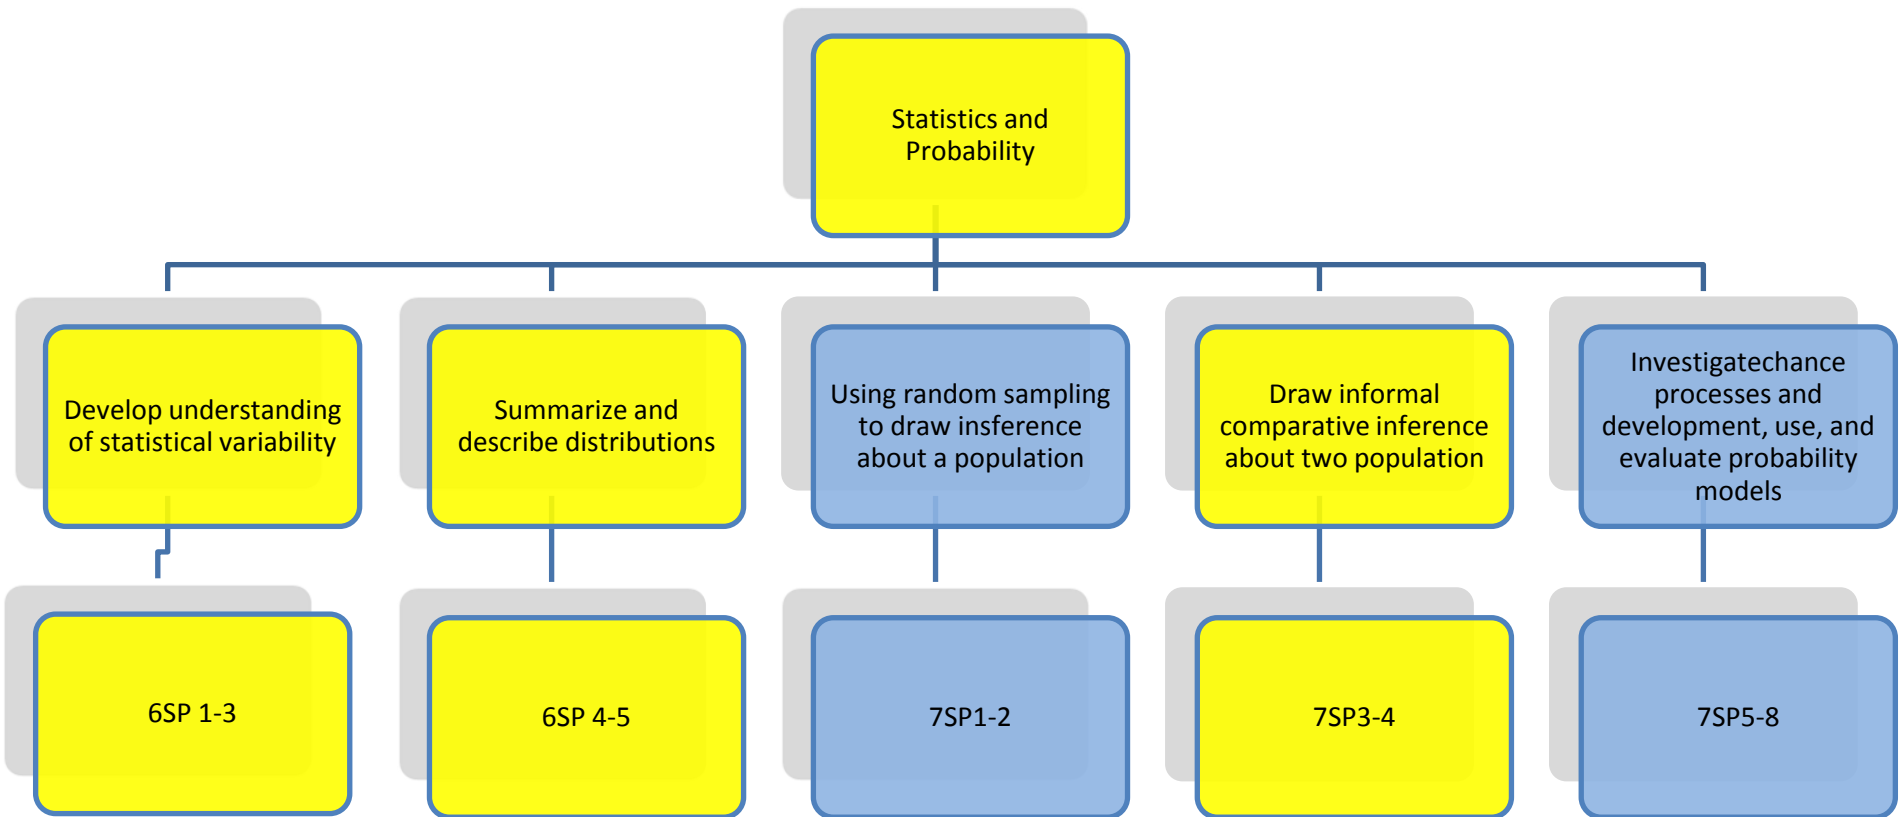 Statistics and
Probability
Develop understanding
of statistical variability
Summarize and
describe distributions
Using random sampling
to draw insference
about a population
Draw informal
comparative inference
about two population
Investigatechance
processes and
development, use, and
evaluate probability
models
6SP 1-3
6SP 4-5
7SP1-2
7SP3-4
7SP5-8